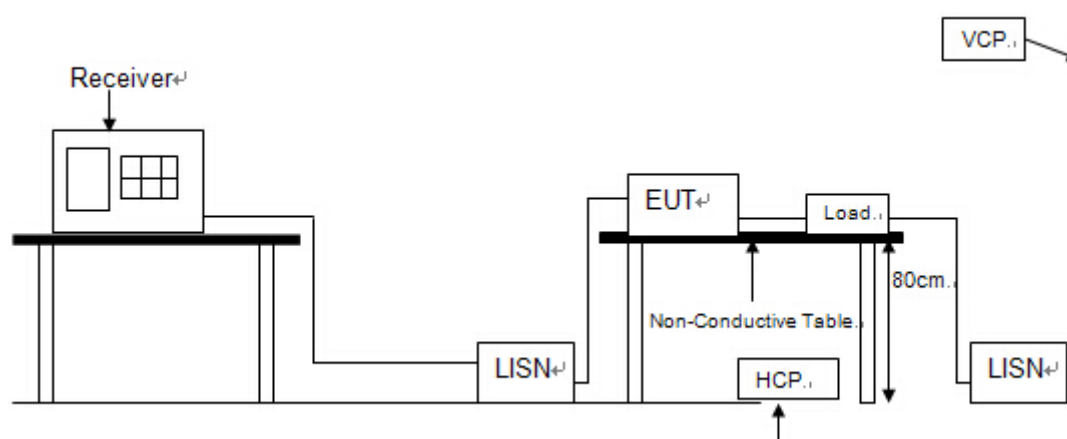 VCP.
Receiver↵
EUT↵
Load.
80cm.
Non-Conductive Table.
LISN↵
HCP.
LISN↵